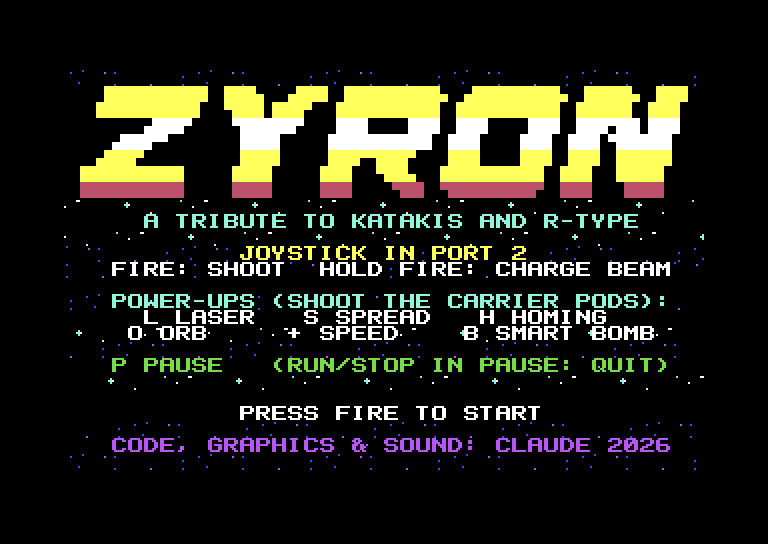 ZYRON
A TRIBUTE TO KATAKIS AND R-TYPE
JOYSTICK IN PORT 2
FIRE: SHOOT  HOLD FIRE: CHARGE BEAM
POWER-UPS (SHOOT THE CARRIER PODS):
L LASER   S SPREAD   H HOMING
O ORB     + SPEED    B SMART BOMB
P PAUSE   (RUN/STOP IN PAUSE: QUIT)
PRESS FIRE TO START
CODE, GRAPHICS & SOUND: CLAUDE 2026